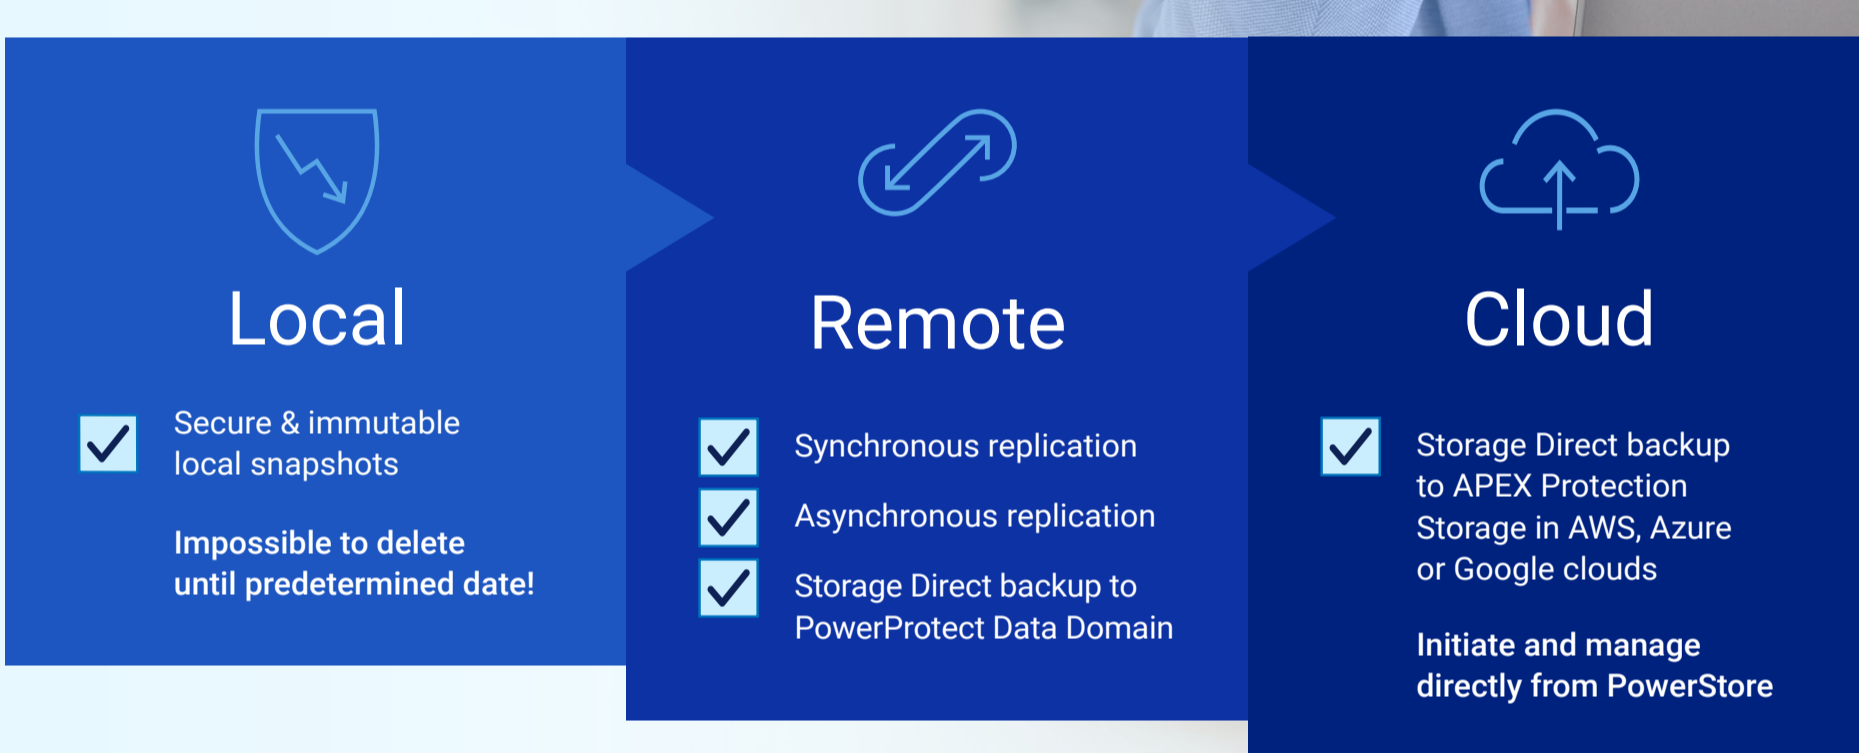 Local
Secure & immutable
local snapshots
Impossible to delete
until predetermined date!
Remote
Synchronous replication
Asynchronous replication
Storage Direct backup to
PowerProtect Data Domain
Cloud
Storage Direct backup
to APEX Protection
Storage in AWS, Azure
or Google clouds
Initiate and manage
directly from PowerStore